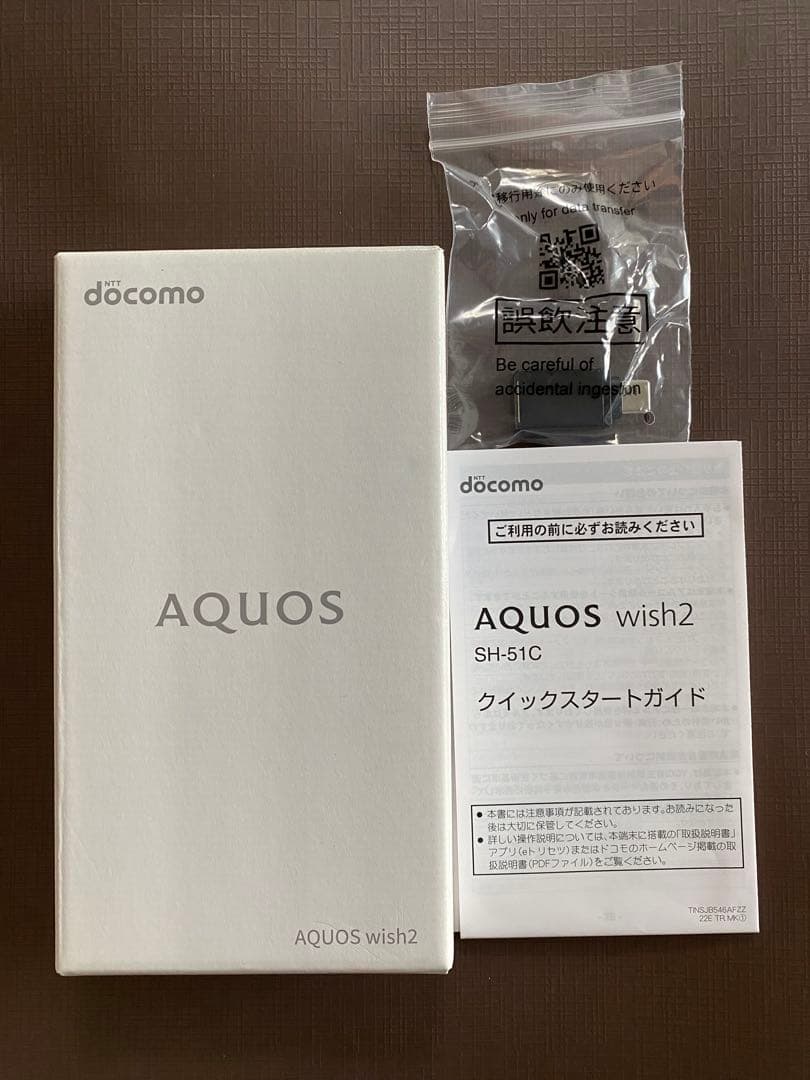 NTT
docomo
AQUOS
AQUOS wish2
移行用途にのみ使用ください
only for data transfer
誤飲注意
Be careful of
accidental ingestion
NTT
docomo
ご利用の前に必ずお読みください
AQUOS wish2
SH-51C
クイックスタートガイド
● 本書には注意事項が記載されております。お読みになった
後は大切に保管してください。
● 詳しい操作説明については、本端末に搭載の「取扱説明書」
アプリ(eトリセツ)またはドコモのホームページ掲載の取
扱説明書(PDFファイル)をご覧ください。
TINSJB546AFZZ
22E TR MK①